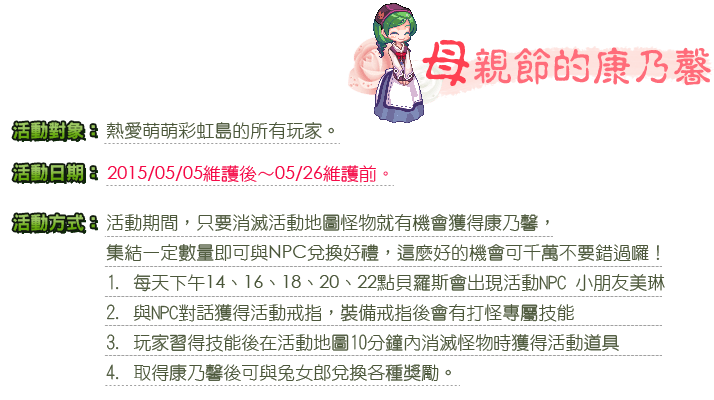 母親節的康乃馨
活動對象：熱愛萌萌彩虹島的所有玩家。
活動日期：2015/05/05維護後～05/26維護前。
活動方式：活動期間，只要消滅活動地圖怪物就有機會獲得康乃馨，
集結一定數量即可與NPC兌換好禮，這麼好的機會可千萬不要錯過囉！
1. 每天下午14、16、18、20、22點貝羅斯會出現活動NPC 小朋友美琳
2. 與NPC對話獲得活動戒指，裝備戒指後會有打怪專屬技能
3. 玩家習得技能後在活動地圖10分鐘內消滅怪物時獲得活動道具
4. 取得康乃馨後可與兔女郎兌換各種獎勵。